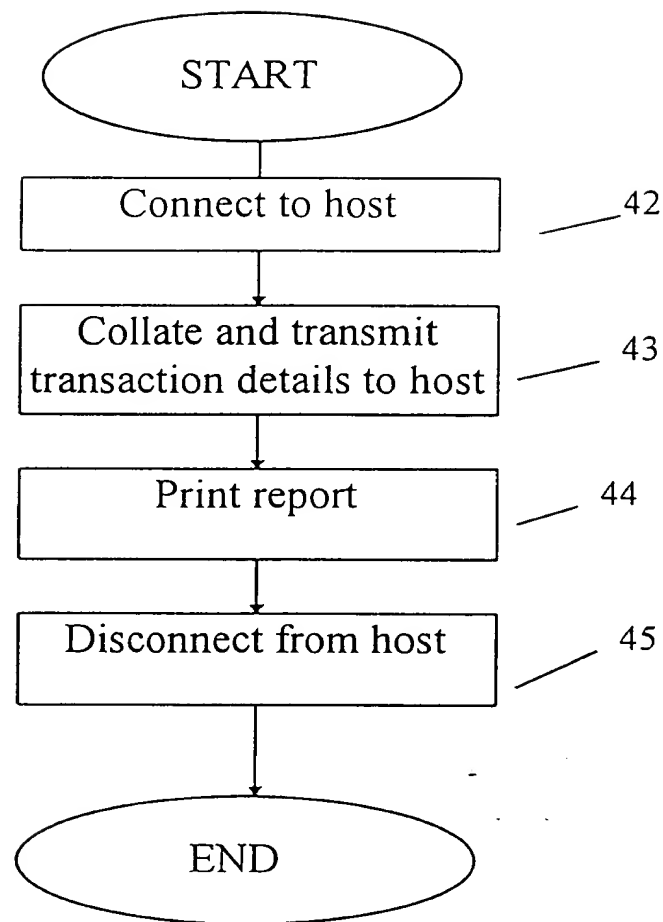 START
Connect to host
42
Collate and transmit
transaction details to host
43
Print report
44
Disconnect from host
45
END